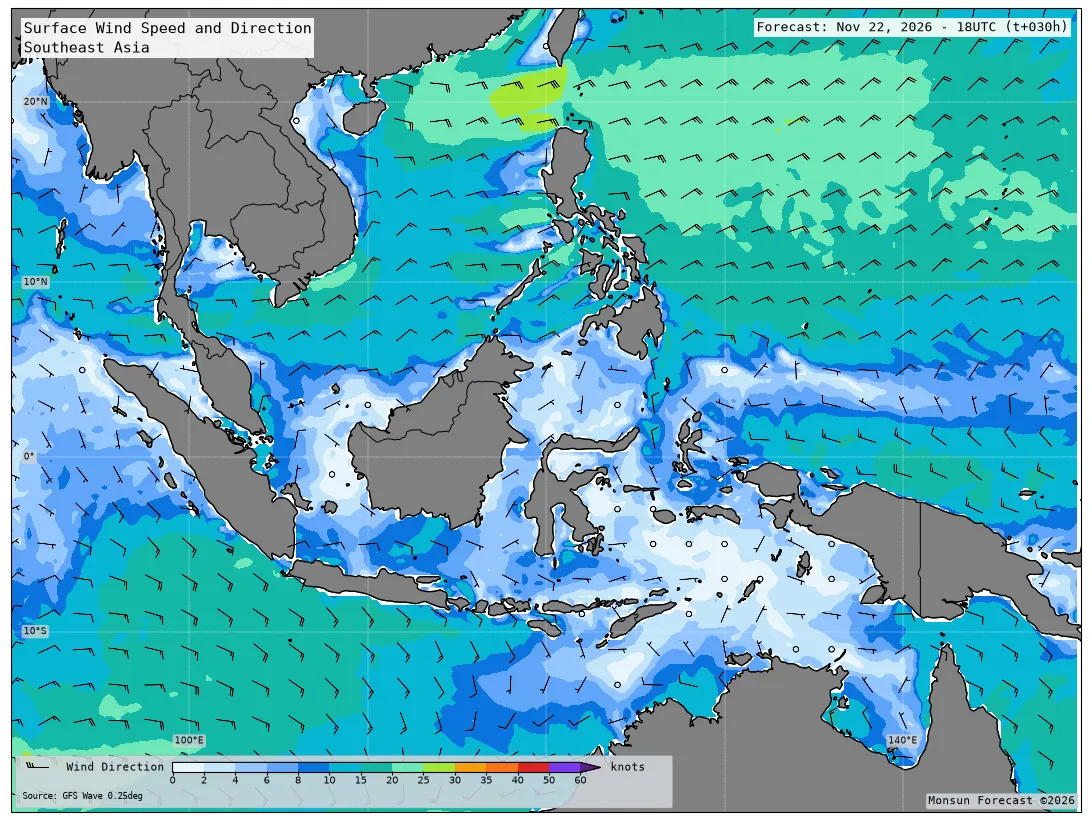 Surface Wind Speed and Direction
Southeast Asia
Forecast: Nov 22, 2026 - 18UTC (t+030h)
20°N
10°N
0°
10°S
100°E
140°E
Wind Direction
0 2 4 6 8 10 15 20 25 30 35 40 50 60
knots
Source: GFS Wave 0.25deg
Monsun Forecast ©2026